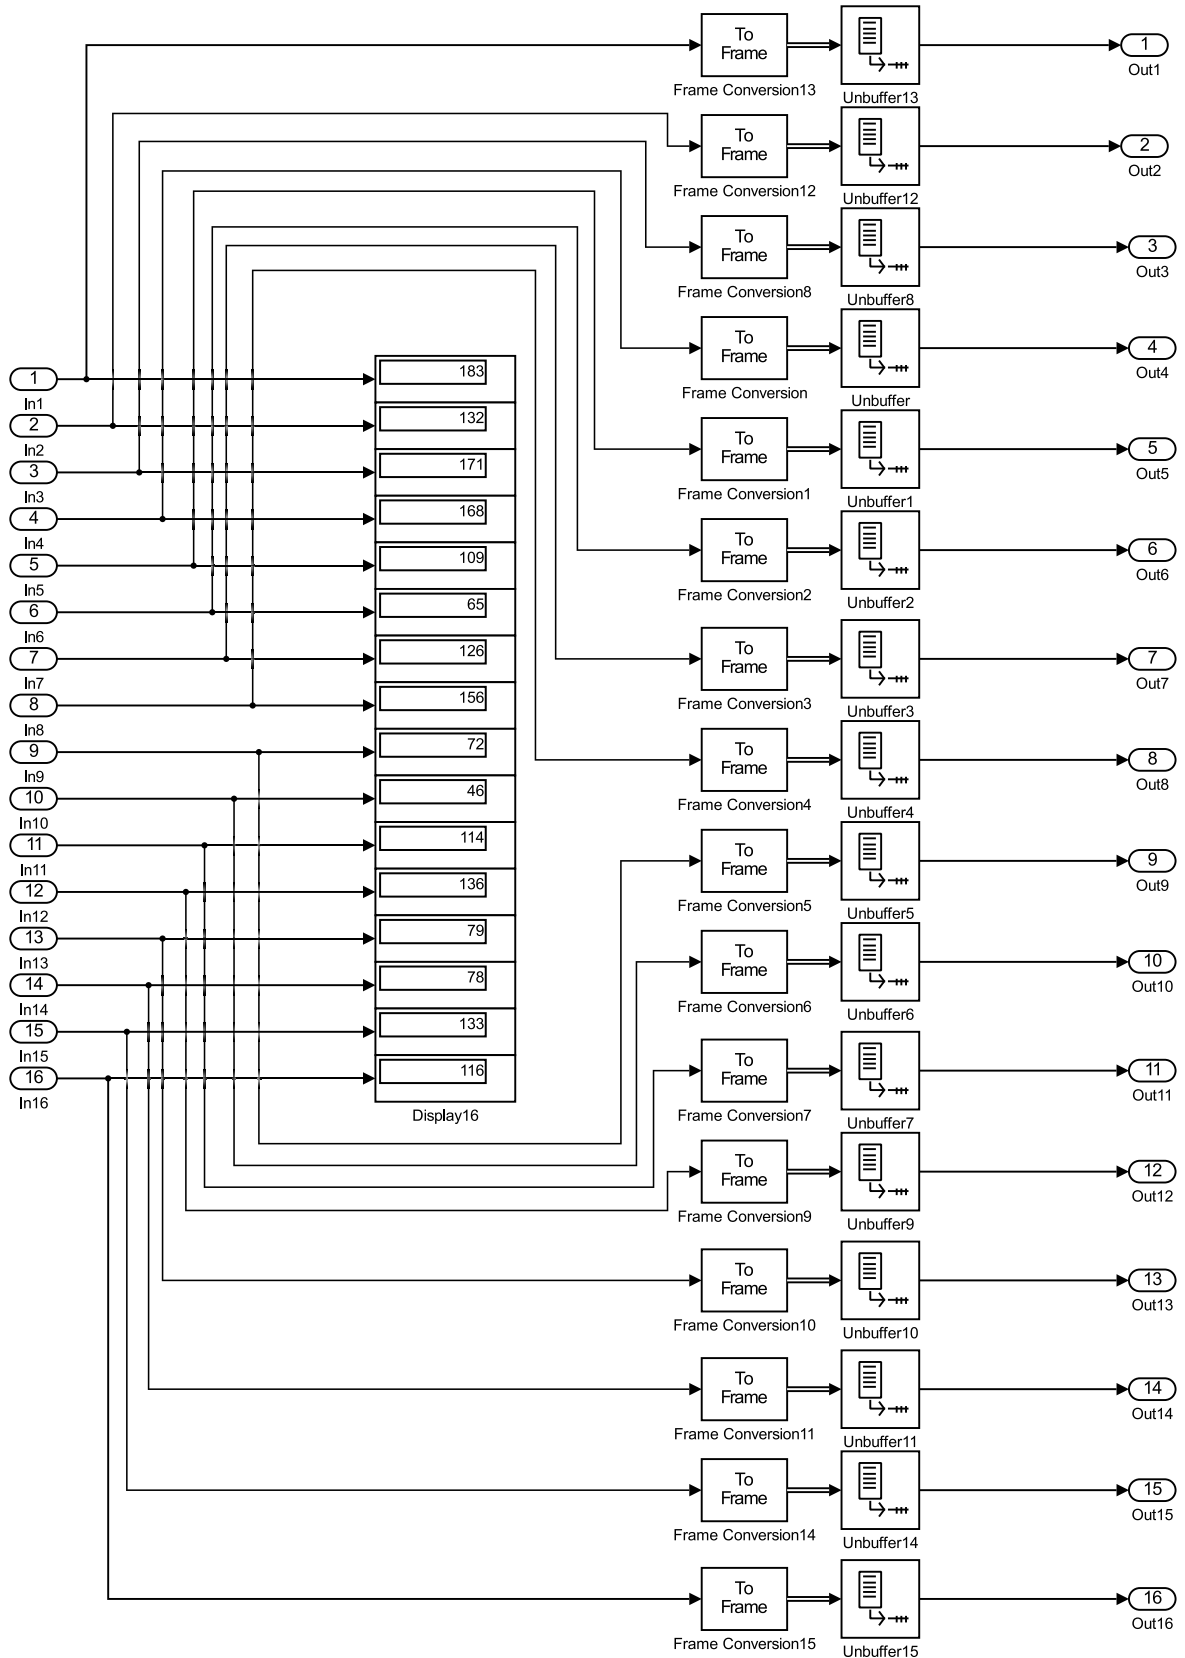 To
Frame
Frame Conversion13
Unbuffer13
1
Out1
To
Frame
Frame Conversion12
Unbuffer12
2
Out2
To
Frame
Frame Conversion8
Unbuffer8
3
Out3
To
Frame
Frame Conversion
Unbuffer
4
Out4
To
Frame
Frame Conversion1
Unbuffer1
5
Out5
To
Frame
Frame Conversion2
Unbuffer2
6
Out6
To
Frame
Frame Conversion3
Unbuffer3
7
Out7
To
Frame
Frame Conversion4
Unbuffer4
8
Out8
To
Frame
Frame Conversion5
Unbuffer5
9
Out9
To
Frame
Frame Conversion6
Unbuffer6
10
Out10
To
Frame
Frame Conversion7
Unbuffer7
11
Out11
To
Frame
Frame Conversion9
Unbuffer9
12
Out12
To
Frame
Frame Conversion10
Unbuffer10
13
Out13
To
Frame
Frame Conversion11
Unbuffer11
14
Out14
To
Frame
Frame Conversion14
Unbuffer14
15
Out15
To
Frame
Frame Conversion15
Unbuffer15
16
Out16
1
In1
2
In2
3
In3
4
In4
5
In5
6
In6
7
In7
8
In8
9
In9
10
In10
11
In11
12
In12
13
In13
14
In14
15
In15
16
In16
183
132
171
168
109
65
126
156
72
46
114
136
79
78
133
116
Display16